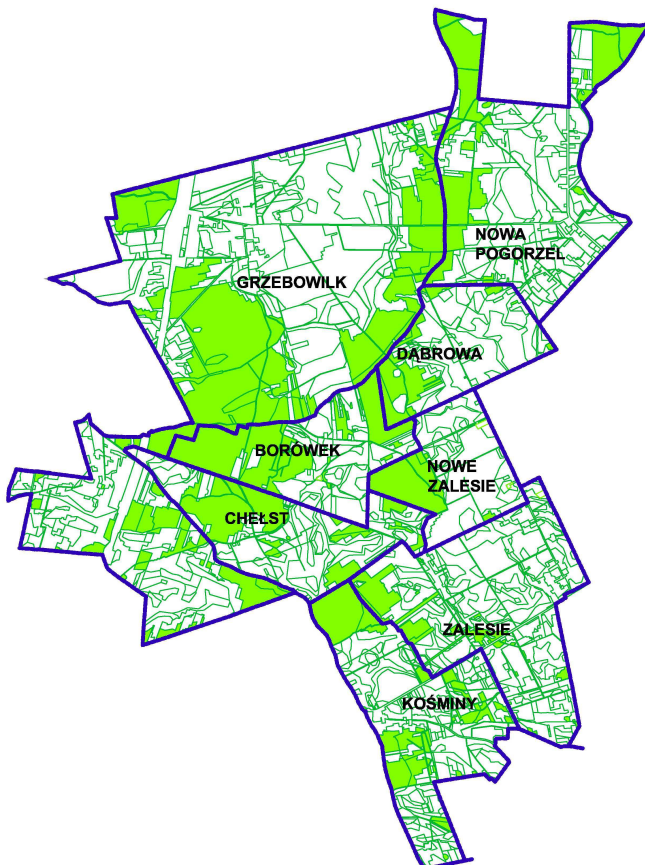 NOWA
POGORZEL
GRZEBOWILK
DĄBROWA
BORÓWEK
NOWE
ZALESIE
CHEŁST
ZALESIE
KOŚMINY